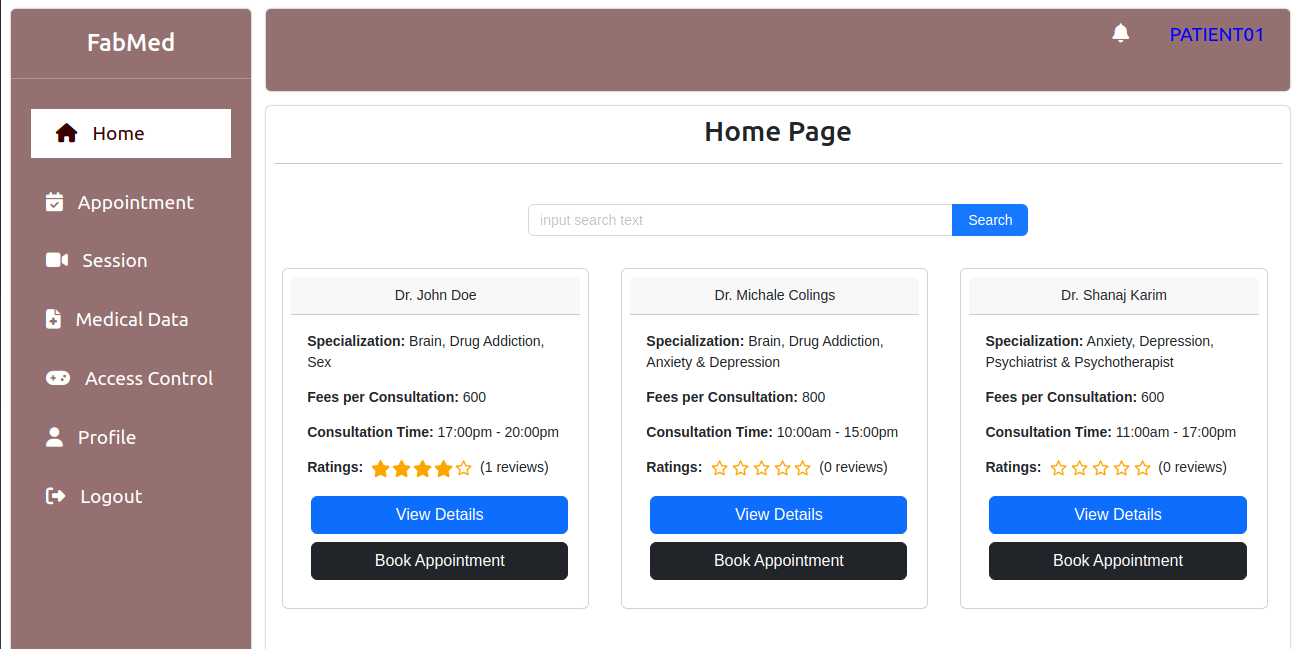 FabMed
Home
Appointment
Session
Medical Data
Access Control
Profile
Logout
PATIENT01
Home Page
input search text
Search
Dr. John Doe
Specialization: Brain, Drug Addiction,
Sex
Fees per Consultation: 600
Consultation Time: 17:00pm - 20:00pm
Ratings: (1 reviews)
View Details
Book Appointment
Dr. Michale Colings
Specialization: Brain, Drug Addiction,
Anxiety & Depression
Fees per Consultation: 800
Consultation Time: 10:00am - 15:00pm
Ratings: (0 reviews)
View Details
Book Appointment
Dr. Shanaj Karim
Specialization: Anxiety, Depression,
Psychiatrist & Psychotherapist
Fees per Consultation: 600
Consultation Time: 11:00am - 17:00pm
Ratings: (0 reviews)
View Details
Book Appointment